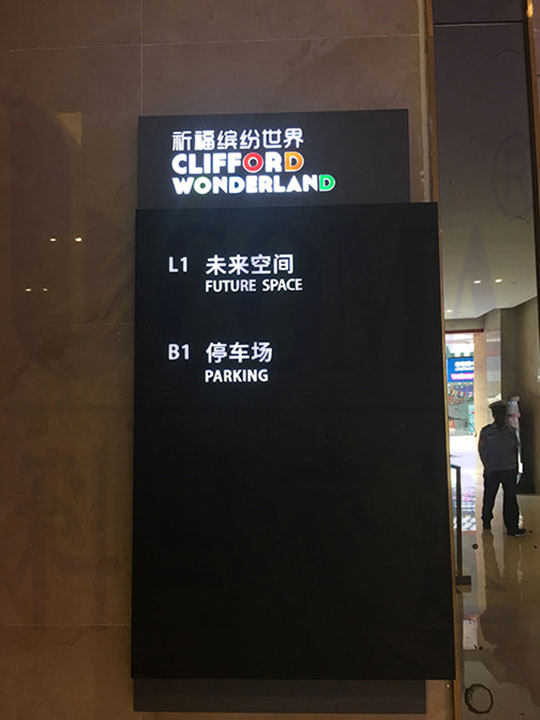 祈福缤纷世界
CLIFFORD
WONDERLAND
L1 未来空间
FUTURE SPACE
B1 停车场
PARKING